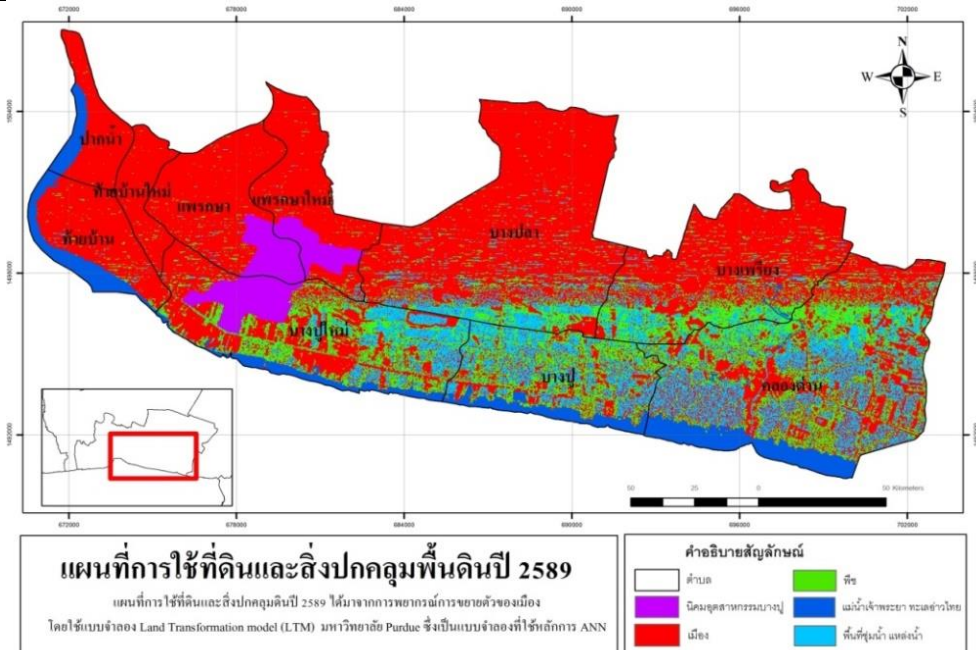 672000 678000 684000 690000 696000 702000
N
W E
S
ปากน้ำ
ท้ายบ้านใหม่
แพรกษา
แพรกษาใหม่
ท้ายบ้าน
บางปลา
บางเพรียง
บางปูใหม่
บางปู
คลองด่าน
50 25 0 50 Kilometers
672000 678000 684000 690000 696000 702000
แผนที่การใช้ที่ดินและสิ่งปกคลุมพื้นดินปี 2589
แผนที่การใช้ที่ดินและสิ่งปกคลุมดินปี 2589 ได้มาจากการพยากรณ์การขยายตัวของเมือง
โดยใช้แบบจำลอง Land Transformation model (LTM) มหาวิทยาลัย Purdue ซึ่งเป็นแบบจำลองที่ใช้หลักการ ANN
คำอธิบายสัญลักษณ์
ตำบล
นิคมอุตสาหกรรมบางปู
เมือง
พืช
แม่น้ำเจ้าพระยา ทะเลอ่าวไทย
พื้นที่ชุ่มน้ำ แหล่งน้ำ